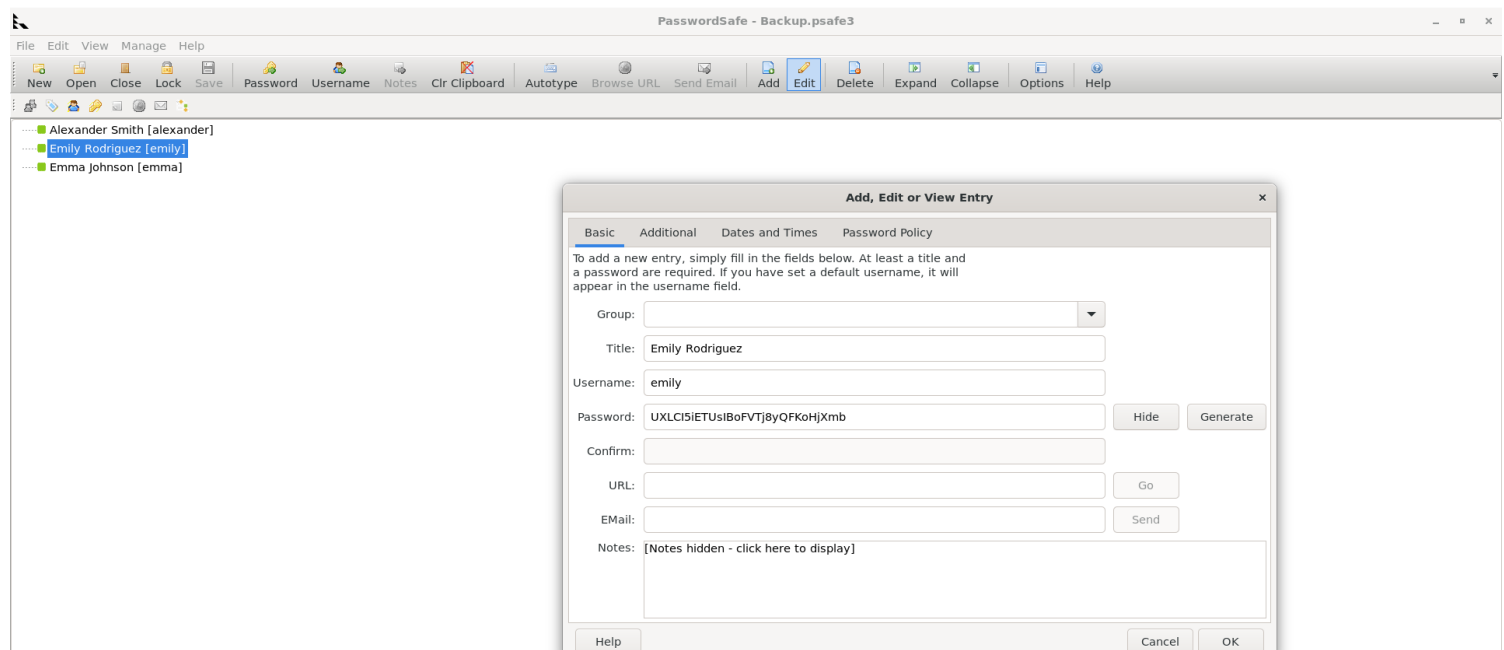 PasswordSafe - Backup.psafe3
File Edit View Manage Help
New Open Close Lock Save Password Username Notes Clr Clipboard Autotype Browse URL Send Email Add Edit Delete Expand Collapse Options Help
Alexander Smith [alexander]
Emily Rodriguez [emily]
Emma Johnson [emma]
Add, Edit or View Entry
Basic Additional Dates and Times Password Policy
To add a new entry, simply fill in the fields below. At least a title and
a password are required. If you have set a default username, it will
appear in the username field.
Group:
Title: Emily Rodriguez
Username: emily
Password: UXLCI5iETUsIBoFVTj8yQFKoHjXmb Hide Generate
Confirm:
URL: Go
EMail: Send
Notes: [Notes hidden - click here to display]
Help Cancel OK